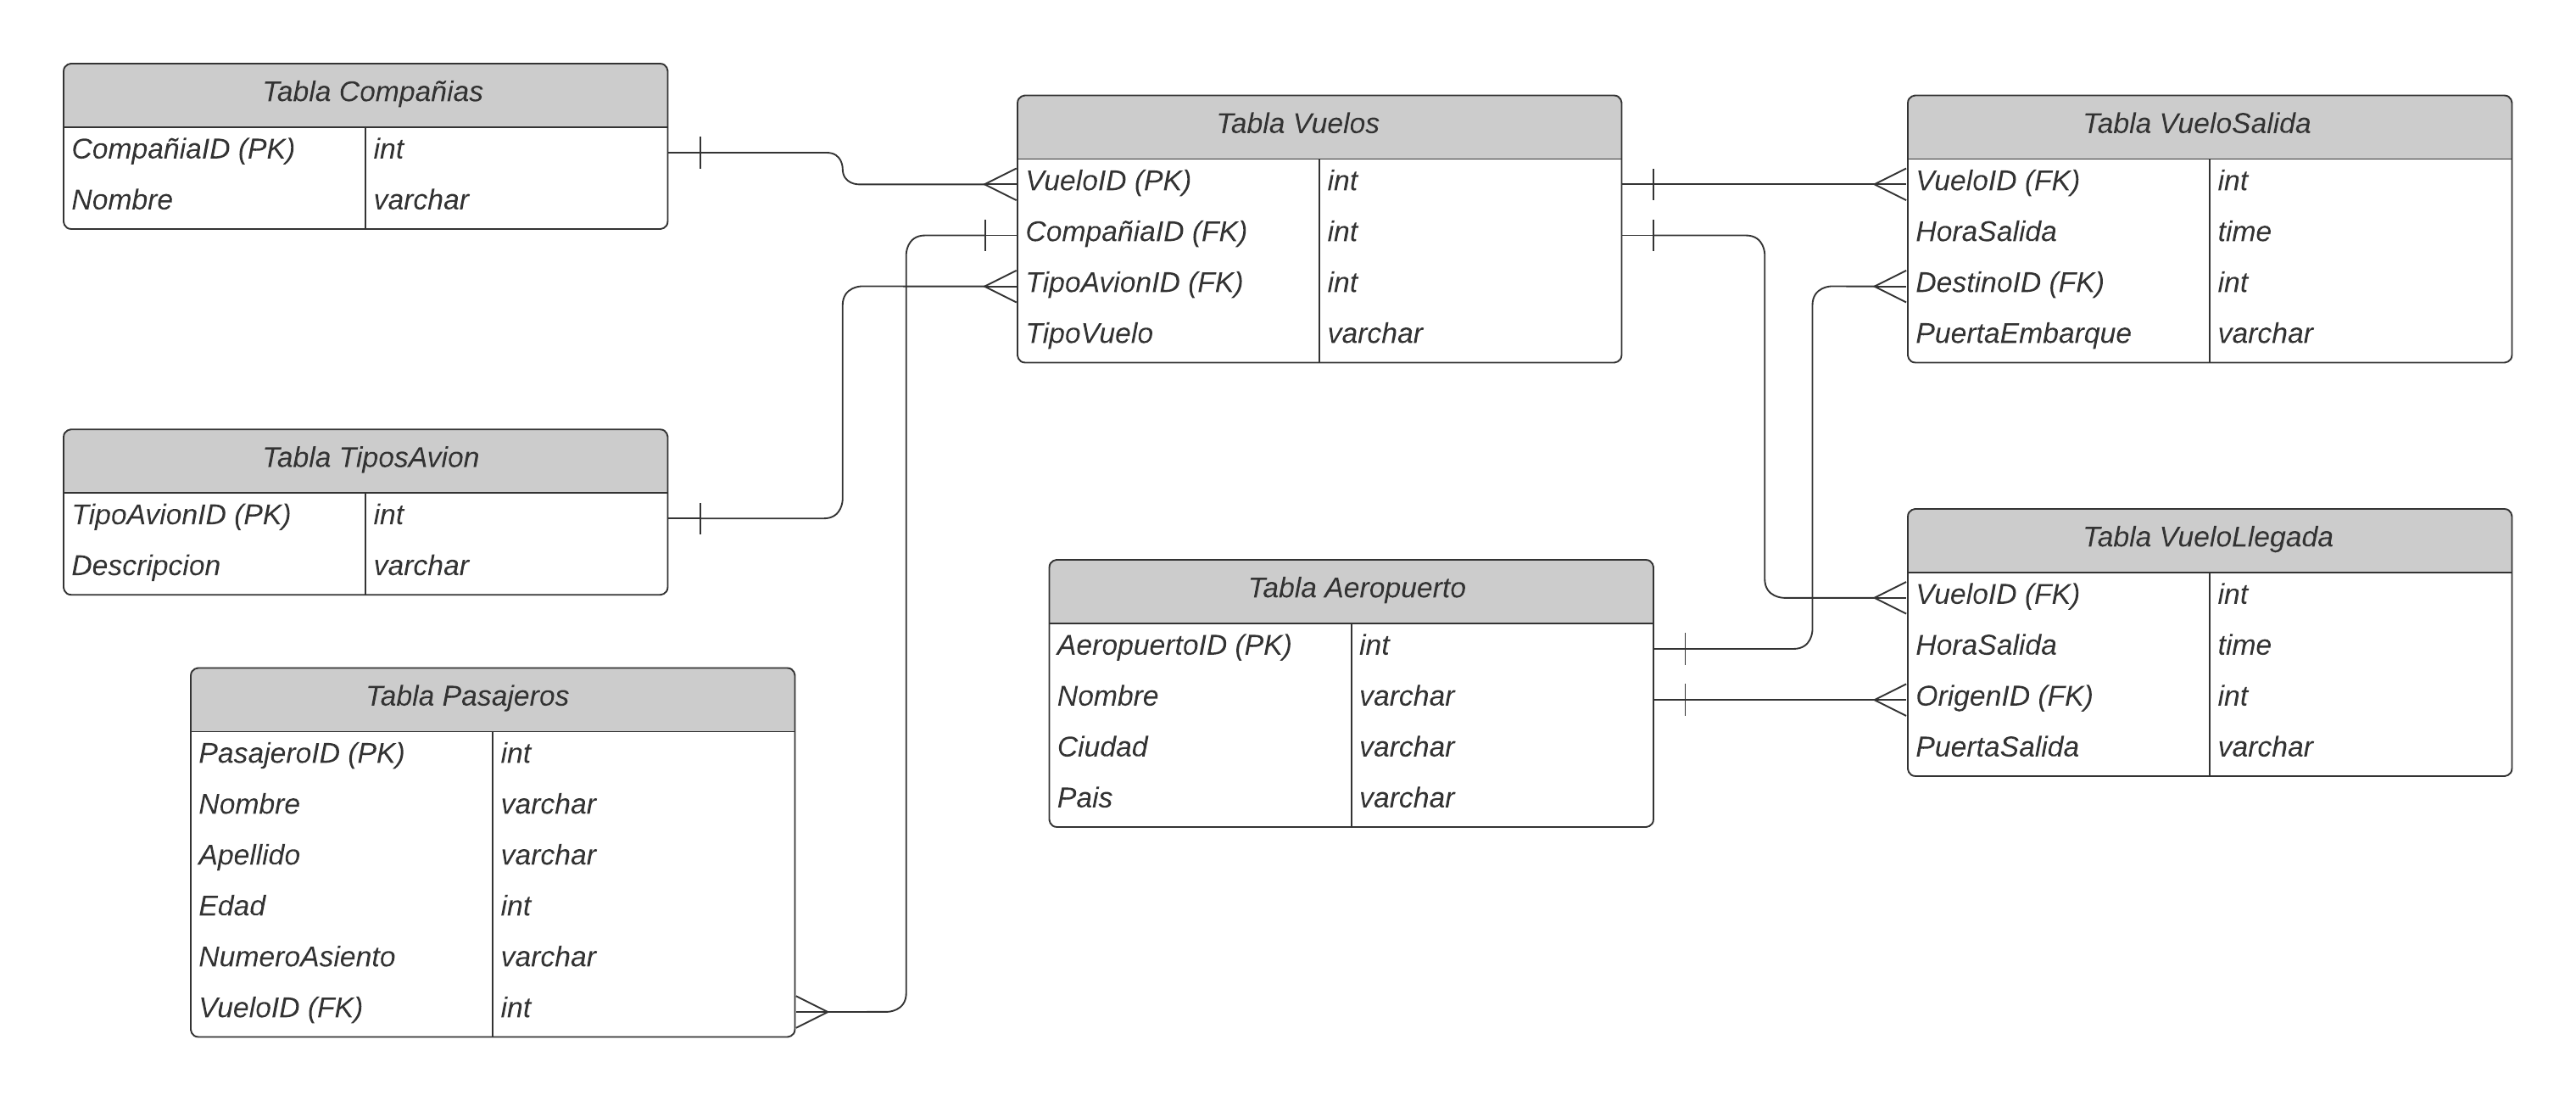 Tabla Compañias
CompañiaID (PK) int
Nombre varchar
Tabla TiposAvion
TipoAvionID (PK) int
Descripcion varchar
Tabla Pasajeros
PasajeroID (PK) int
Nombre varchar
Apellido varchar
Edad int
NumeroAsiento varchar
VueloID (FK) int
Tabla Vuelos
VueloID (PK) int
CompañiaID (FK) int
TipoAvionID (FK) int
TipoVuelo varchar
Tabla Aeropuerto
AeropuertoID (PK) int
Nombre varchar
Ciudad varchar
Pais varchar
Tabla VueloSalida
VueloID (FK) int
HoraSalida time
DestinoID (FK) int
PuertaEmbarque varchar
Tabla VueloLlegada
VueloID (FK) int
HoraSalida time
OrigenID (FK) int
PuertaSalida varchar